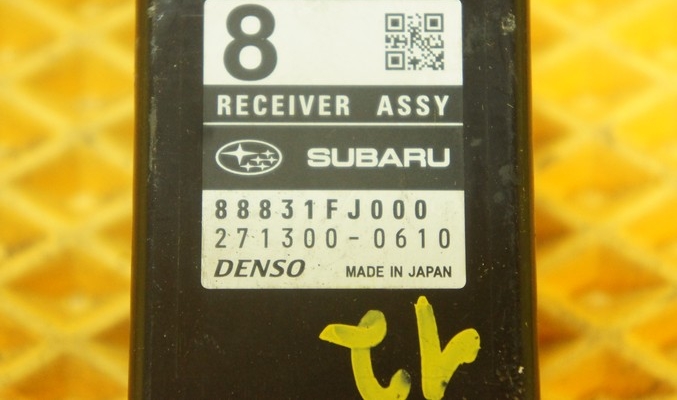 8
RECEIVER ASSY
SUBARU
88831FJ000
271300-0610
DENSO MADE IN JAPAN